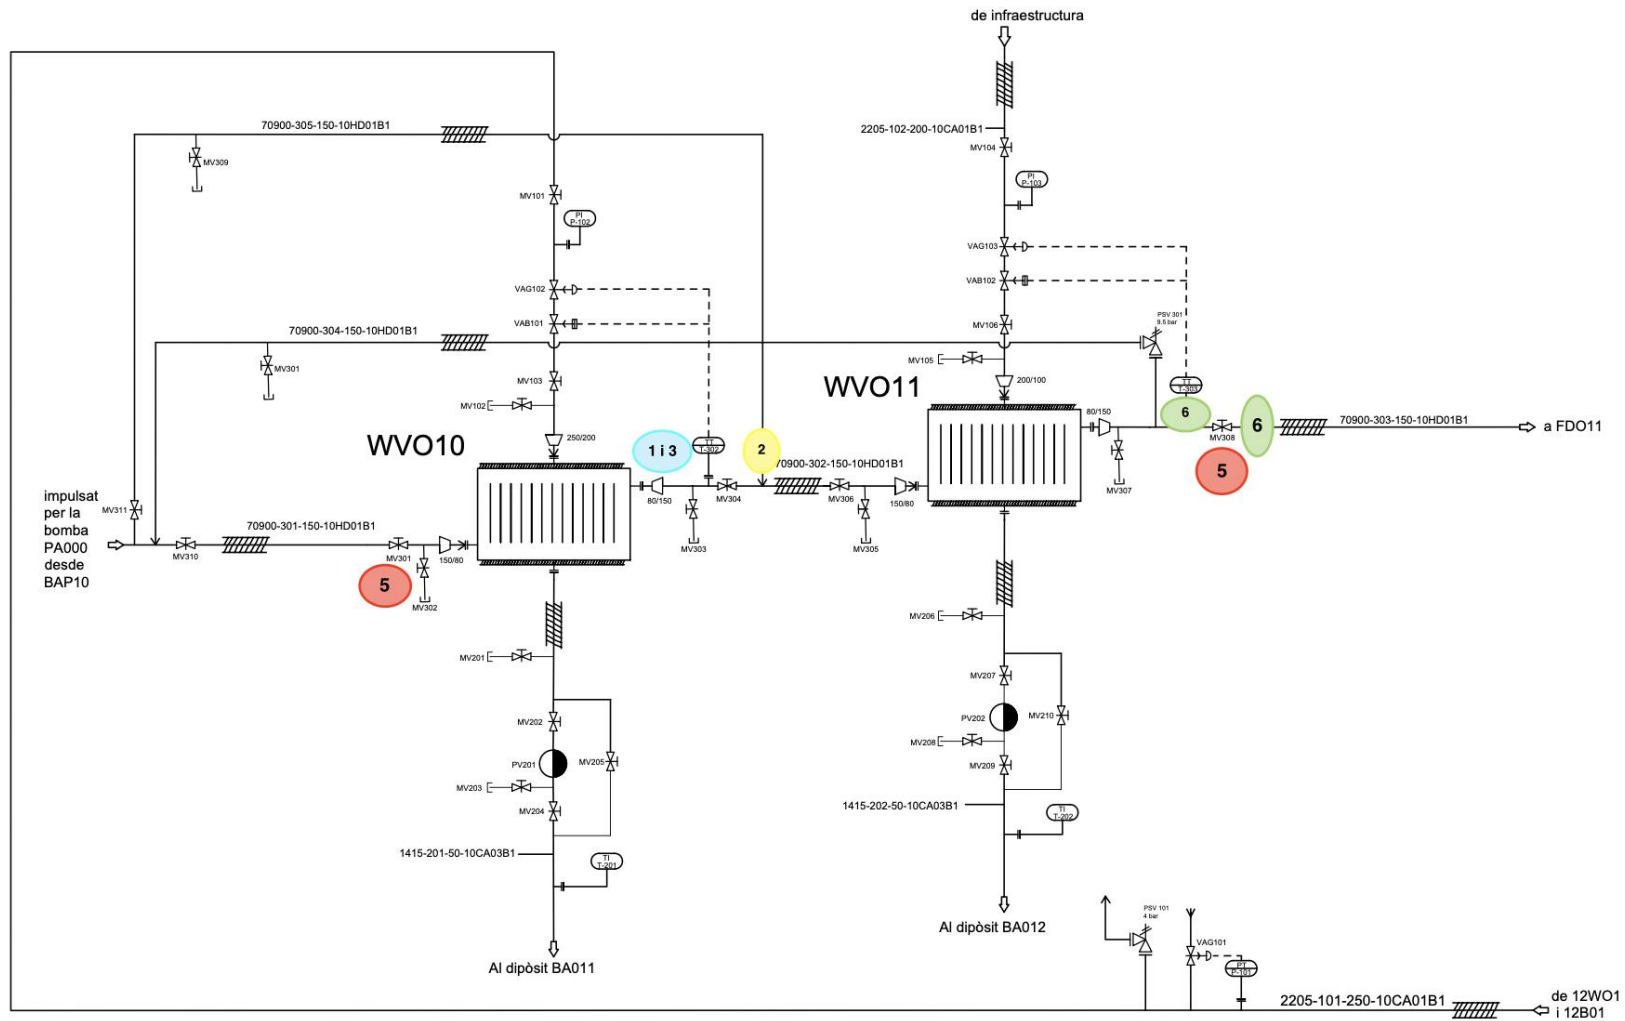 de infraestructura
70900-305-150-10HD01B1
2205-102-200-10CA01B1
MV104
MV309
PI
P-103
MV101
PI
P-102
VAG103
VAB102
VAG102
PSV 301
9.5 bar
VAB101
MV106
70900-304-150-10HD01B1
MV105
MV301
MV103
WVO11
200/100
TT
T-303
MV102
80/150
6
6
70900-303-150-10HD01B1
a FDO11
MV308
WVO10
250/200
1 i 3
TT
T-302
2
70900-302-150-10HD01B1
5
MV307
impulsat
per la
bomba
PA000
desde
BAP10
MV311
70900-301-150-10HD01B1
80/150
MV304
MV306
150/80
MV303
MV305
MV310
MV301
150/80
5
MV302
MV206
MV201
MV207
MV202
PV202
MV210
MV208
PV201
MV205
MV209
MV203
MV204
1415-202-50-10CA03B1
TI
T-202
1415-201-50-10CA03B1
TI
T-201
Al dipòsit BA012
PSV 101
4 bar
VAG101
Al dipòsit BA011
PT
P-101
2205-101-250-10CA01B1
de 12WO1
i 12B01